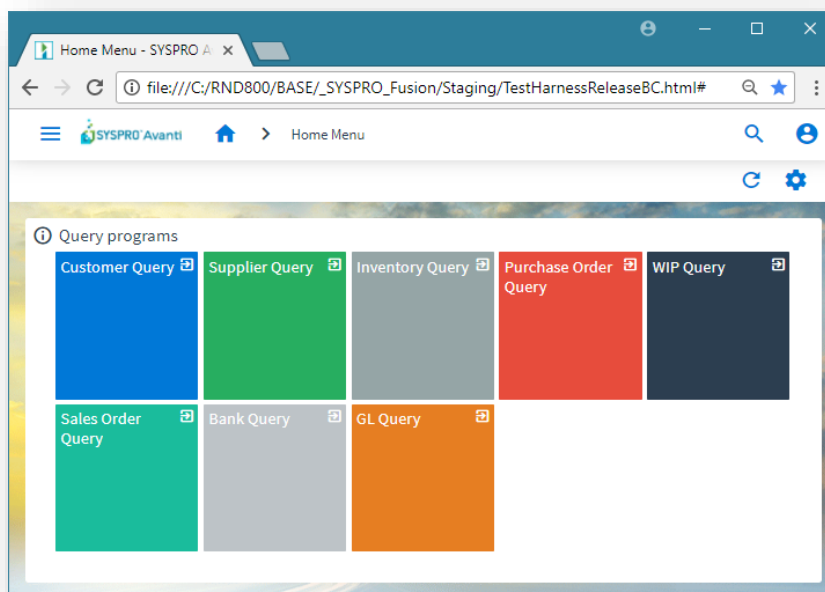 Home Menu - SYSPRO A
file:///C:/RND800/BASE/_SYSPRO_Fusion/Staging/TestHarnessReleaseBC.html#
SYSPRO Avanti
Home Menu
Query programs
Customer Query
Supplier Query
Inventory Query
Purchase Order
Query
WIP Query
Sales Order
Query
Bank Query
GL Query